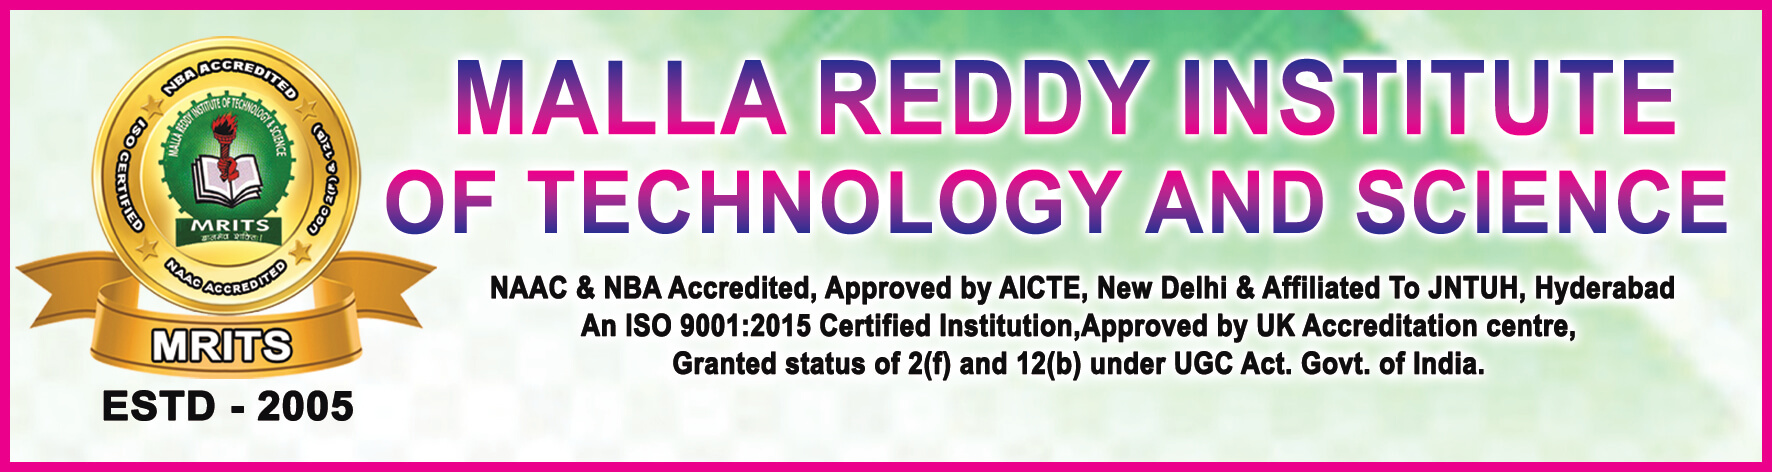 NBA ACCREDITED
ISO CERTIFIED
UGC 2(f) & 12(B)
NAAC ACCREDITED
MALLA REDDY INSTITUTE OF TECHNOLOGY & SCIENCE
MRITS
MRITS
ESTD - 2005
MALLA REDDY INSTITUTE
OF TECHNOLOGY AND SCIENCE
NAAC & NBA Accredited, Approved by AICTE, New Delhi & Affiliated To JNTUH, Hyderabad
An ISO 9001:2015 Certified Institution,Approved by UK Accreditation centre,
Granted status of 2(f) and 12(b) under UGC Act. Govt. of India.